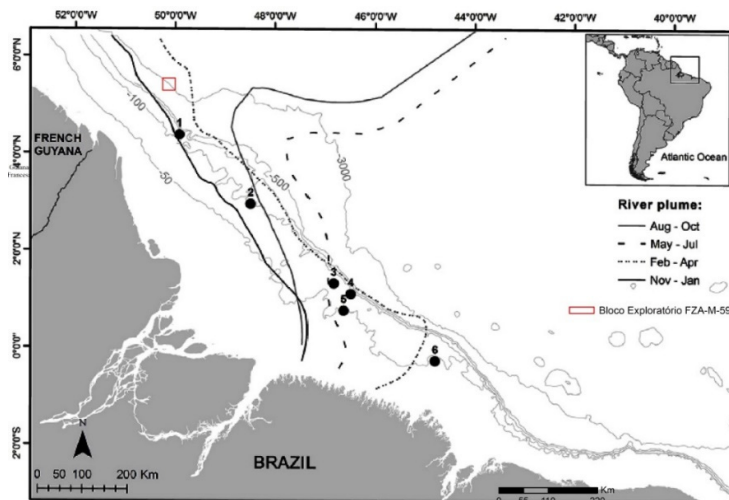 52°0'0"W 50°0'0"W 48°0'0"W 46°0'0"W 44°0'0"W 42°0'0"W 40°0'0"W
6°0'0"N
4°0'0"N
2°0'0"N
0°0'0"
2°0'0"S
-100
-50
-500
-3000
1
2
3
4
5
6
FRENCH
GUYANA
BRAZIL
N
0 50 100 200 Km
Km
Atlantic Ocean
River plume:
Aug - Oct
May - Jul
Feb - Apr
Nov - Jan
Bloco Exploratório FZA-M-59